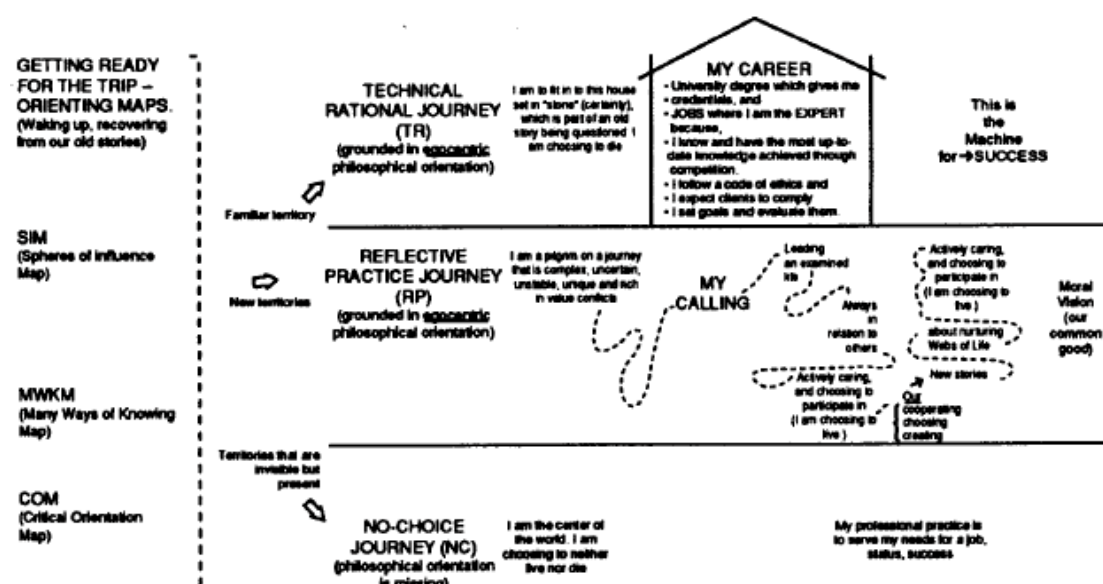 GETTING READY
FOR THE TRIP –
ORIENTING MAPS.
(Waking up, recovering
from our old stories)
SIM
(Spheres of influence
Map)
MWKM
(Many Ways of Knowing
Map)
COM
(Critical Orientation
Map)
Familiar territory
TECHNICAL
RATIONAL JOURNEY
(TR)
(grounded in egocentric
philosophical orientation)
I am to fit in to this house
set in "stone" (certainty),
which is part of an old
story being questioned I
am choosing to die
MY CAREER
• University degree which gives me
• credentials, and
• JOBS where I am the EXPERT
because,
• I know and have the most up-to-
date knowledge achieved through
competition.
• I follow a code of ethics and
• I expect clients to comply
• I set goals and evaluate them.
This is
the
Machine
for→SUCCESS
New territories
REFLECTIVE
PRACTICE JOURNEY
(RP)
(grounded in egocentric
philosophical orientation)
I am a pilgrim on a journey
that is complex, uncertain,
unstable, unique and rich
in value conflicts
MY
CALLING
Leading
an examined
life
Always
in
relation to
others
Actively caring,
and choosing to
participate in
(I am choosing to
live )
Our
cooperating
choosing
creating
New stories
about nurturing
Webs of Life
Actively caring,
and choosing to
participate in
(I am choosing to
live )
Moral
Vision
(our
common
good)
Territories that are
invisible but
present
NO-CHOICE
JOURNEY (NC)
(philosophical orientation
is missing)
I am the center of
the world. I am
choosing to neither
live nor die
My professional practice is
to serve my needs for a job,
status, success